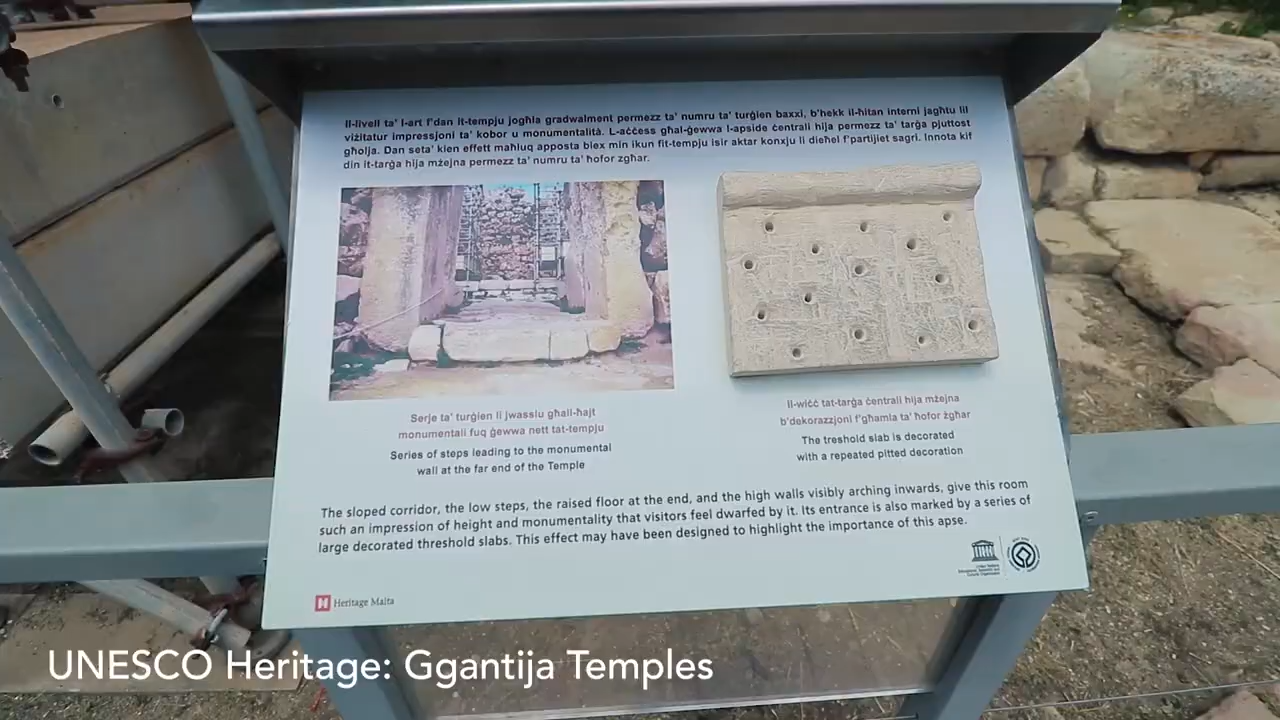 Il-livell ta' l-art f'dan it-tempju jogħla gradwalment permezz ta' numru ta' turġien baxxi, b'hekk il-ħitan interni jagħtu lil
viżitatur impressjoni ta' kobor u monumentalità. L-aċċess għal-ġewwa l-apside ċentrali hija permezz ta' tarġa pjuttost
għolja. Dan seta' kien effett maħluq apposta biex min ikun fit-tempju isir aktar konxju li dieħel f'partijiet sagri. Innota kif
din it-tarġa hija mżejna permezz ta' numru ta' ħofor zgħar.
Serje ta' turġien li jwasslu għall-ħajt
monumentali fuq ġewwa nett tat-tempju
Series of steps leading to the monumental
wall at the far end of the Temple
Il-wiċċ tat-tarġa ċentrali hija mżejna
b'dekorazzjoni f'għamla ta' ħofor żgħar
The treshold slab is decorated
with a repeated pitted decoration
The sloped corridor, the low steps, the raised floor at the end, and the high walls visibly arching inwards, give this room
such an impression of height and monumentality that visitors feel dwarfed by it. Its entrance is also marked by a series of
large decorated threshold slabs. This effect may have been designed to highlight the importance of this apse.
Heritage Malta
UNESCO Heritage: Ggantija Temples